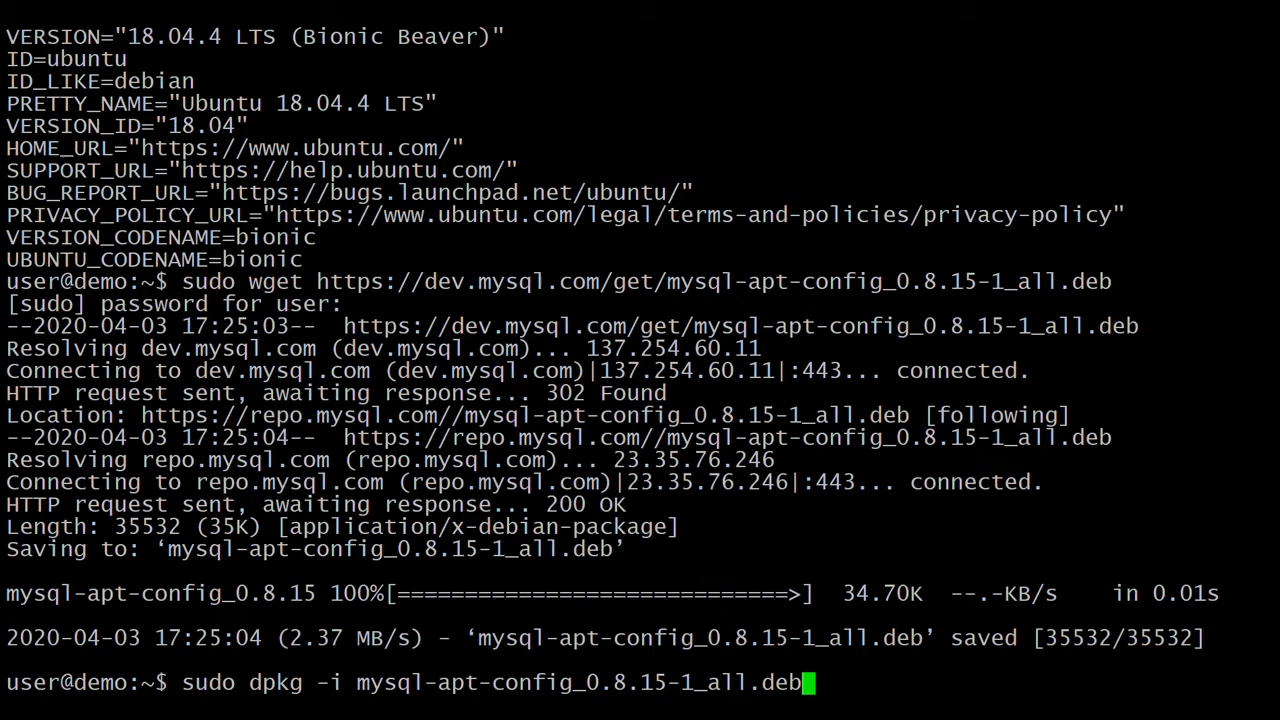 VERSION="18.04.4 LTS (Bionic Beaver)"
ID=ubuntu
ID_LIKE=debian
PRETTY_NAME="Ubuntu 18.04.4 LTS"
VERSION_ID="18.04"
HOME_URL="https://www.ubuntu.com/"
SUPPORT_URL="https://help.ubuntu.com/"
BUG_REPORT_URL="https://bugs.launchpad.net/ubuntu/"
PRIVACY_POLICY_URL="https://www.ubuntu.com/legal/terms-and-policies/privacy-policy"
VERSION_CODENAME=bionic
UBUNTU_CODENAME=bionic
user@demo:~$ sudo wget https://dev.mysql.com/get/mysql-apt-config_0.8.15-1_all.deb
[sudo] password for user:
--2020-04-03 17:25:03--  https://dev.mysql.com/get/mysql-apt-config_0.8.15-1_all.deb
Resolving dev.mysql.com (dev.mysql.com)... 137.254.60.11
Connecting to dev.mysql.com (dev.mysql.com)|137.254.60.11|:443... connected.
HTTP request sent, awaiting response... 302 Found
Location: https://repo.mysql.com//mysql-apt-config_0.8.15-1_all.deb [following]
--2020-04-03 17:25:04--  https://repo.mysql.com//mysql-apt-config_0.8.15-1_all.deb
Resolving repo.mysql.com (repo.mysql.com)... 23.35.76.246
Connecting to repo.mysql.com (repo.mysql.com)|23.35.76.246|:443... connected.
HTTP request sent, awaiting response... 200 OK
Length: 35532 (35K) [application/x-debian-package]
Saving to: ‘mysql-apt-config_0.8.15-1_all.deb’
mysql-apt-config_0.8.15 100%[=============================>]  34.70K  --.-KB/s    in 0.01s
2020-04-03 17:25:04 (2.37 MB/s) - ‘mysql-apt-config_0.8.15-1_all.deb’ saved [35532/35532]
user@demo:~$ sudo dpkg -i mysql-apt-config_0.8.15-1_all.deb